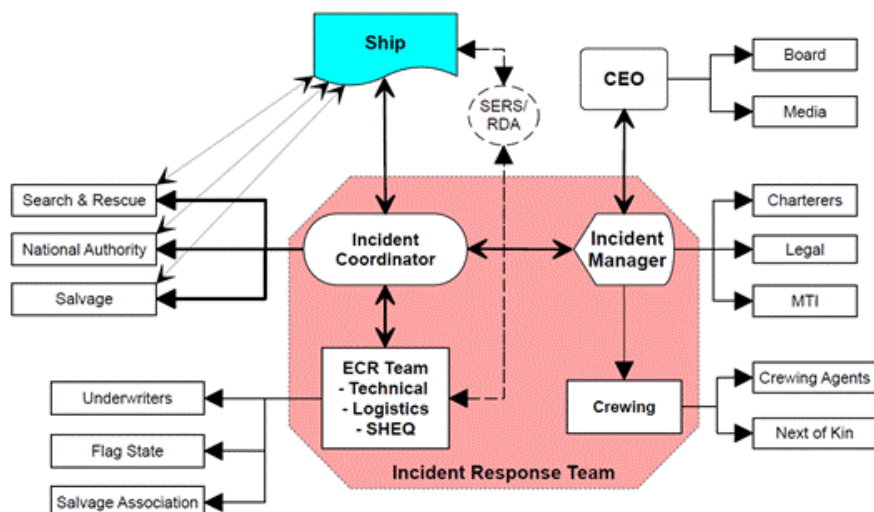 Ship
CEO
Board
Media
SERS/
RDA
Search & Rescue
National Authority
Salvage
Incident
Coordinator
Incident
Manager
Charterers
Legal
MTI
ECR Team
- Technical
- Logistics
- SHEQ
Crewing
Crewing Agents
Next of Kin
Underwriters
Flag State
Salvage Association
Incident Response Team